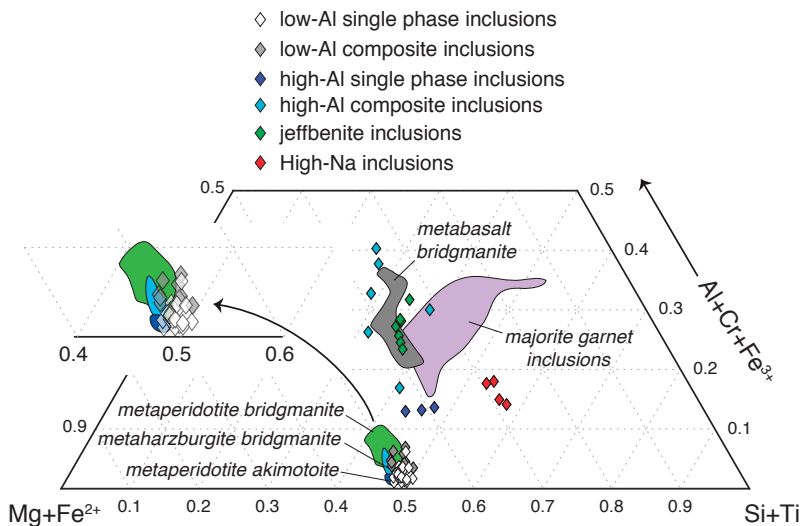 low-Al single phase inclusions
low-Al composite inclusions
high-Al single phase inclusions
high-Al composite inclusions
jeffbenite inclusions
High-Na inclusions
0.5
0.5
metabasalt
bridgmanite
0.4
Al+Cr+Fe³⁺
0.3
majorite garnet
inclusions
0.4
0.5
0.6
0.2
metaperidotite bridgmanite
0.9
0.1
metaharzburgite bridgmanite
metaperidotite akimotoite
Mg+Fe²⁺
0.1
0.2
0.3
0.4
0.5
0.6
0.7
0.8
0.9
Si+Ti